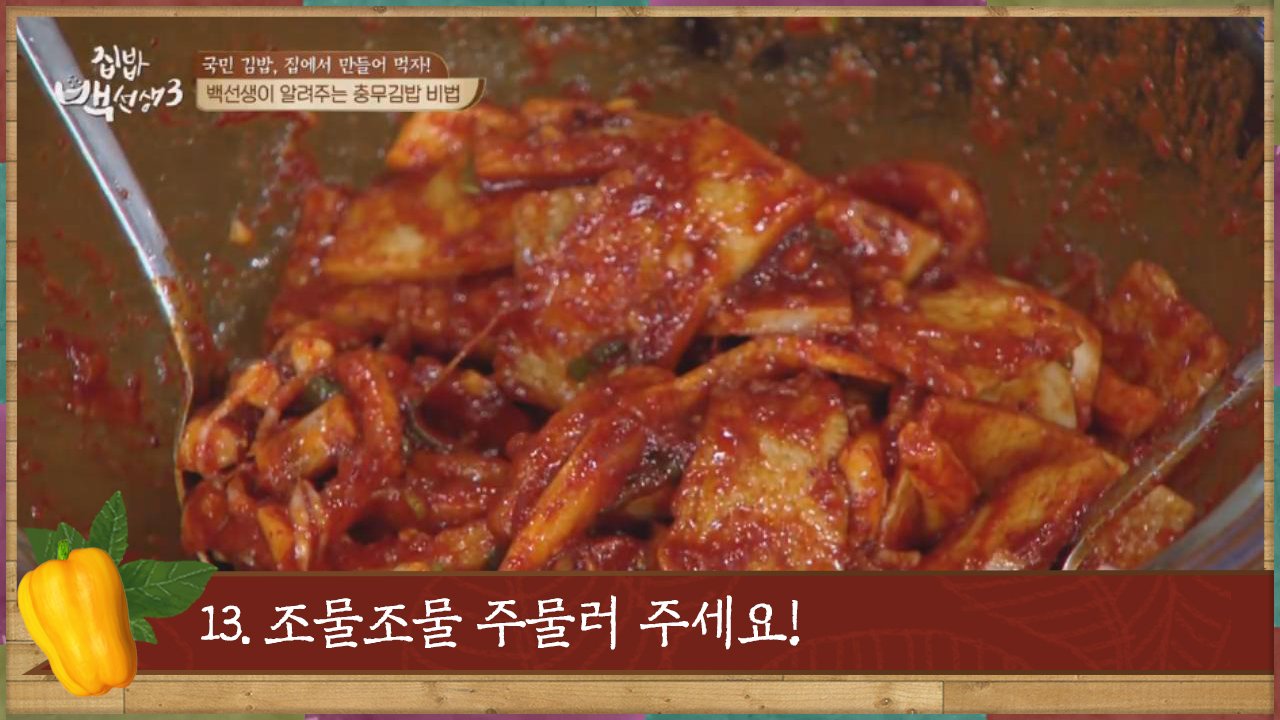 집밥
백선생3
국민 김밥, 집에서 만들어 먹자!
백선생이 알려주는 충무김밥 비법
13. 조물조물 주물러 주세요!